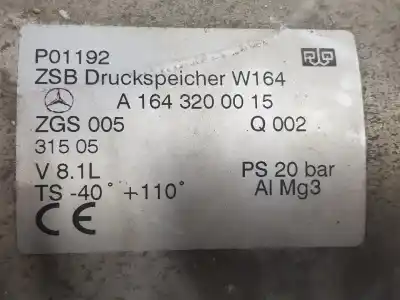 P01192
ZSB Druckspeicher W164
A 164 320 00 15
ZGS 005 Q 002
315 05
V 8.1L PS 20 bar
TS -40° +110° Al Mg3
CE